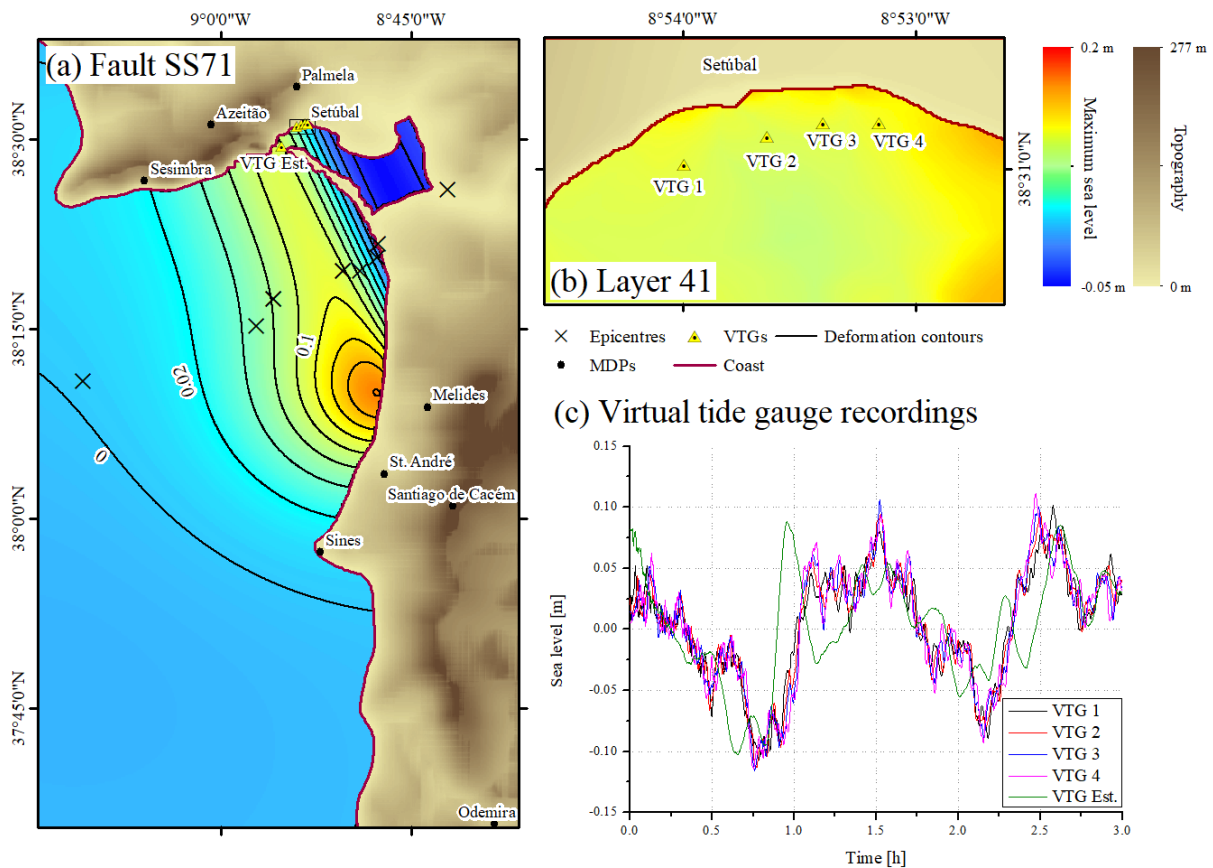 9°0'0"W
8°45'0"W
(a) Fault SS71
Palmela
Azeitão
Setúbal
VTG Est.
Sesimbra
0.1
0.02
0
Melides
St. André
Santiago de Cacém
Sines
Odemira
38°30'0"N
38°15'0"N
38°0'0"N
37°45'0"N
8°54'0"W
8°53'0"W
Setúbal
VTG 1
VTG 2
VTG 3
VTG 4
(b) Layer 41
38°31'0"N
0.2 m
Maximum sea level
-0.05 m
277 m
Topography
0 m
Epicentres
VTGs
Deformation contours
MDPs
Coast
(c) Virtual tide gauge recordings
0.15
0.10
0.05
0.00
-0.05
-0.10
-0.15
Sea level [m]
VTG 1
VTG 2
VTG 3
VTG 4
VTG Est.
0.0
0.5
1.0
1.5
2.0
2.5
3.0
Time [h]